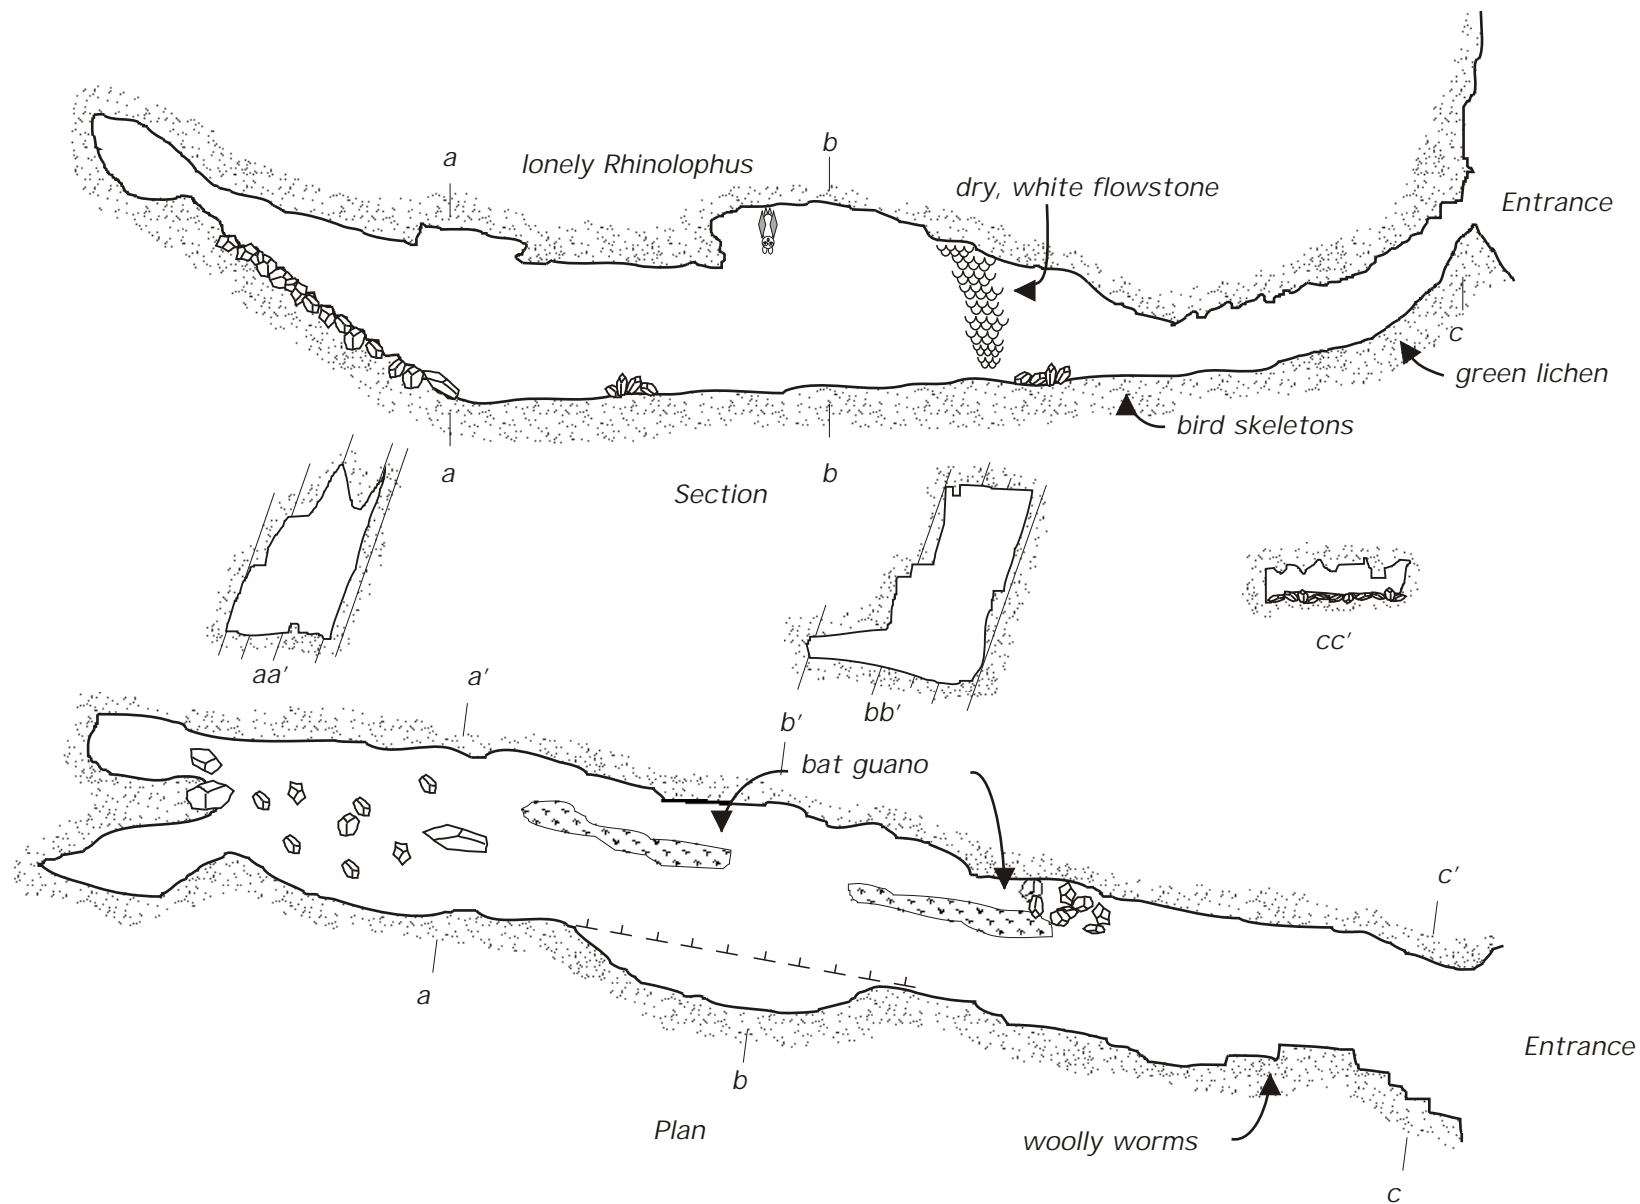 b
a
lonely Rhinolophus
dry, white flowstone
Entrance
c
green lichen
bird skeletons
a
b
Section
cc'
aa'
a'
bb'
b'
bat guano
c'
a
Entrance
b
Plan
woolly worms
c